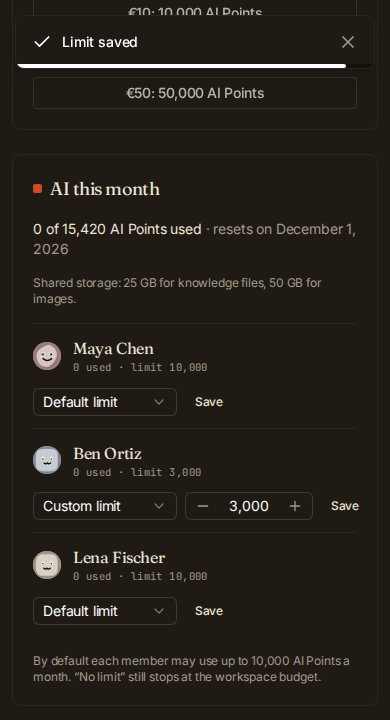 €10: 10,000 AI Points
Limit saved
€50: 50,000 AI Points
AI this month
0 of 15,420 AI Points used · resets on December 1,
2026
Shared storage: 25 GB for knowledge files, 50 GB for
images.
Maya Chen
0 used · limit 10,000
Default limit Save
Ben Ortiz
0 used · limit 3,000
Custom limit 3,000 Save
Lena Fischer
0 used · limit 10,000
Default limit Save
By default each member may use up to 10,000 AI Points a
month. “No limit” still stops at the workspace budget.